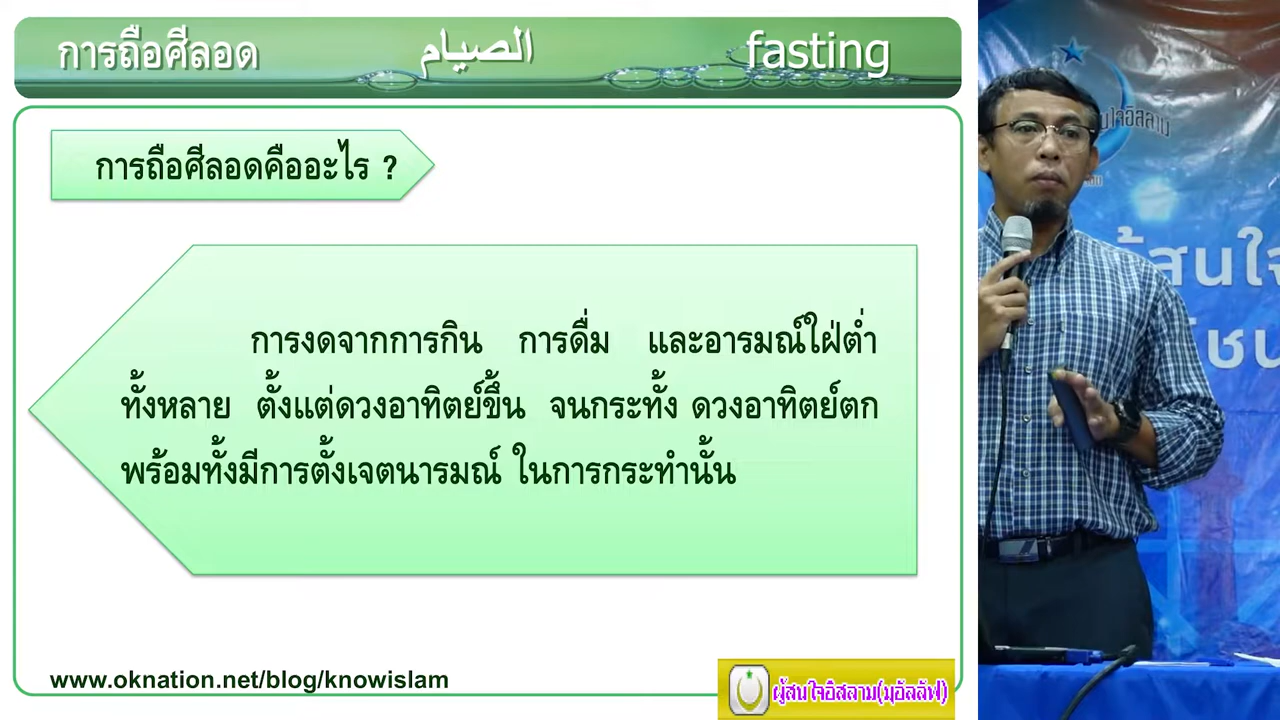 การถือศีลอด الصيام fasting
การถือศีลอดคืออะไร ?
การงดจากการกิน การดื่ม และอารมณ์ใฝ่ต่ำ
ทั้งหลาย ตั้งแต่ดวงอาทิตย์ขึ้น จนกระทั้ง ดวงอาทิตย์ตก
พร้อมทั้งมีการตั้งเจตนารมณ์ ในการกระทำนั้น
www.oknation.net/blog/knowislam
ผู้สนใจอิสลาม(มุอัลลัฟ)